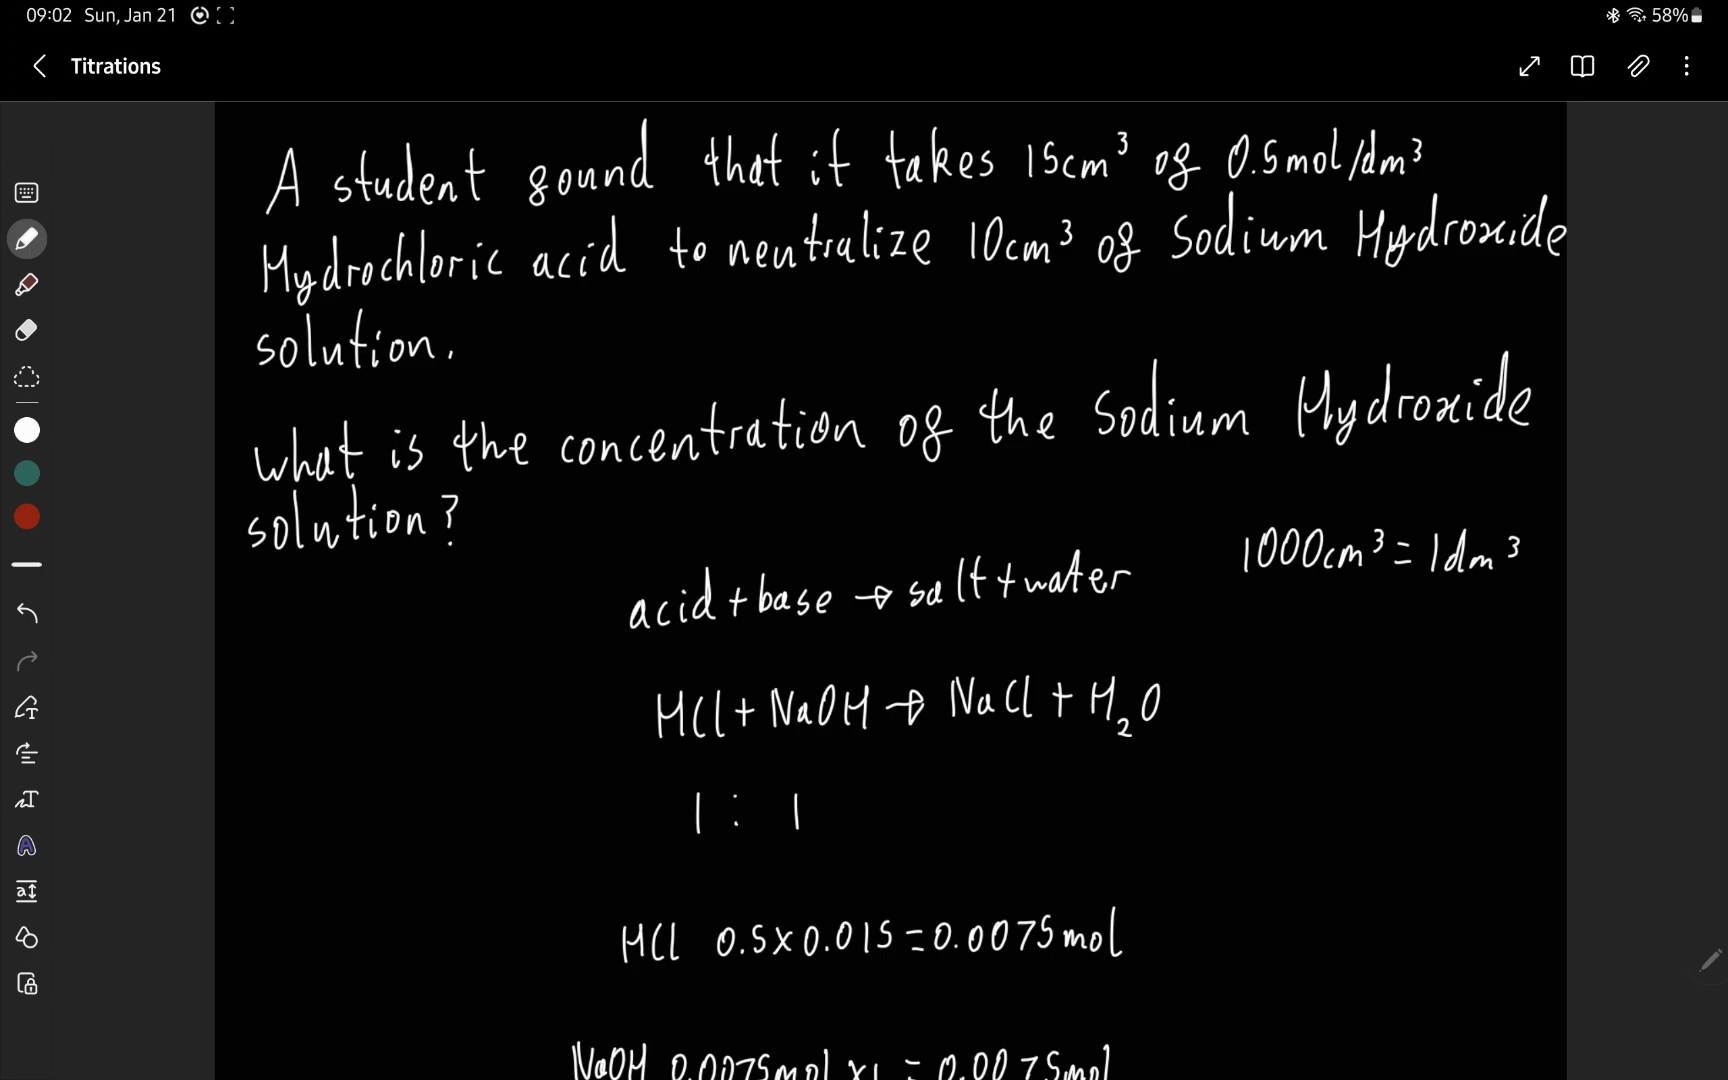 09:02 Sun, Jan 21 58%
Titrations
A student found that it takes 15cm³ of 0.5mol/dm³
Hydrochloric acid to neutralize 10cm³ of Sodium Hydroxide
solution.
What is the concentration of the Sodium Hydroxide
solution?
1000cm³ = 1dm³
acid + base → salt + water
HCl + NaOH → NaCl + H₂O
1 : 1
HCl 0.5 x 0.015 = 0.0075 mol
NaOH 0.0075mol x1 = 0.0075mol